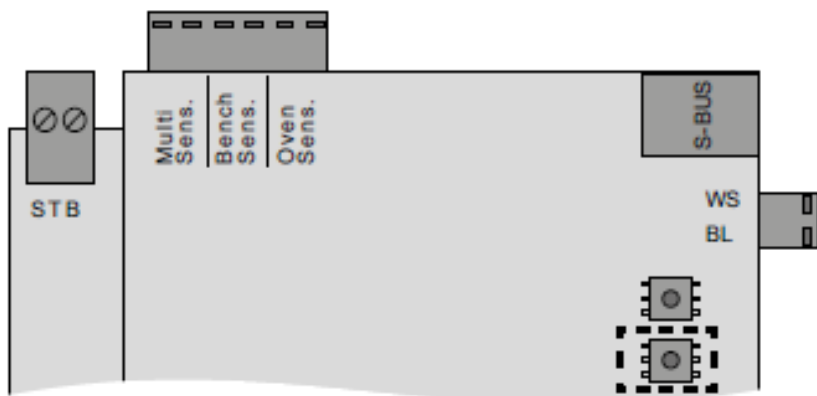 Multi
Sens.
Bench
Sens.
Oven
Sens.
S-BUS
STB
WS
BL